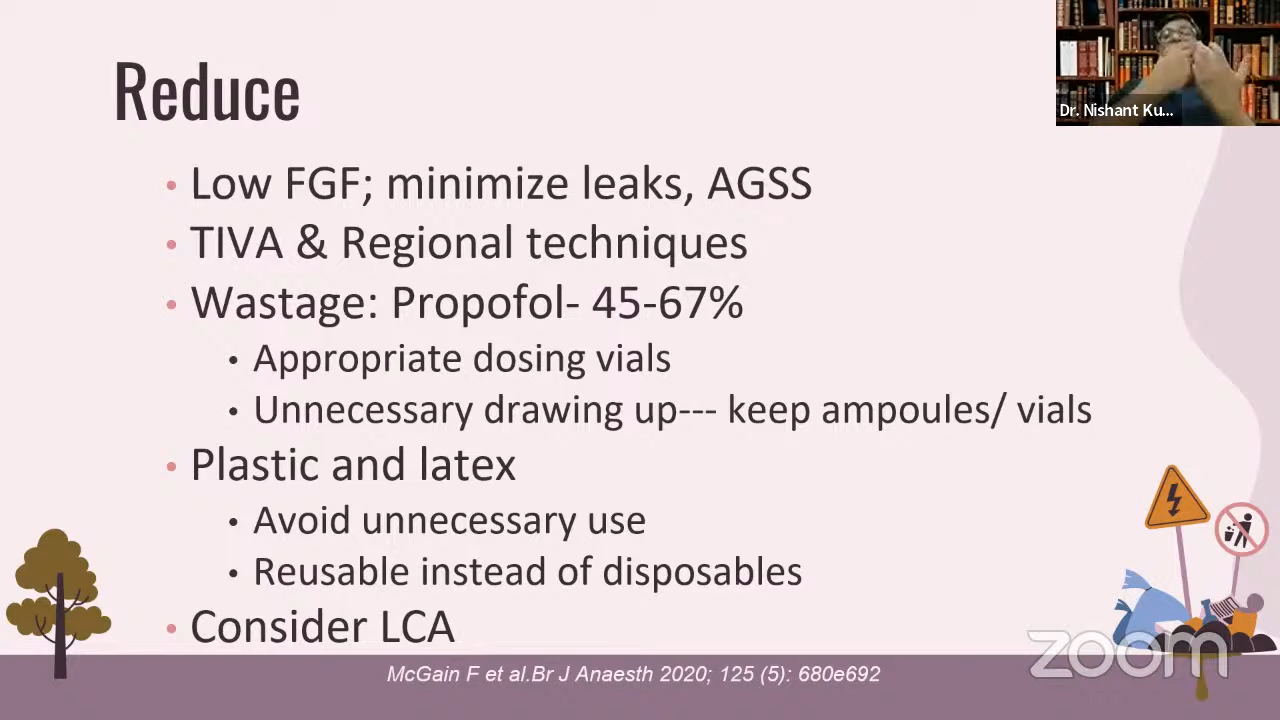 Reduce
Dr. Nishant Ku...
• Low FGF; minimize leaks, AGSS
• TIVA & Regional techniques
• Wastage: Propofol- 45-67%
• Appropriate dosing vials
• Unnecessary drawing up--- keep ampoules/ vials
• Plastic and latex
• Avoid unnecessary use
• Reusable instead of disposables
• Consider LCA
zoom
McGain F et al.Br J Anaesth 2020; 125 (5): 680e692